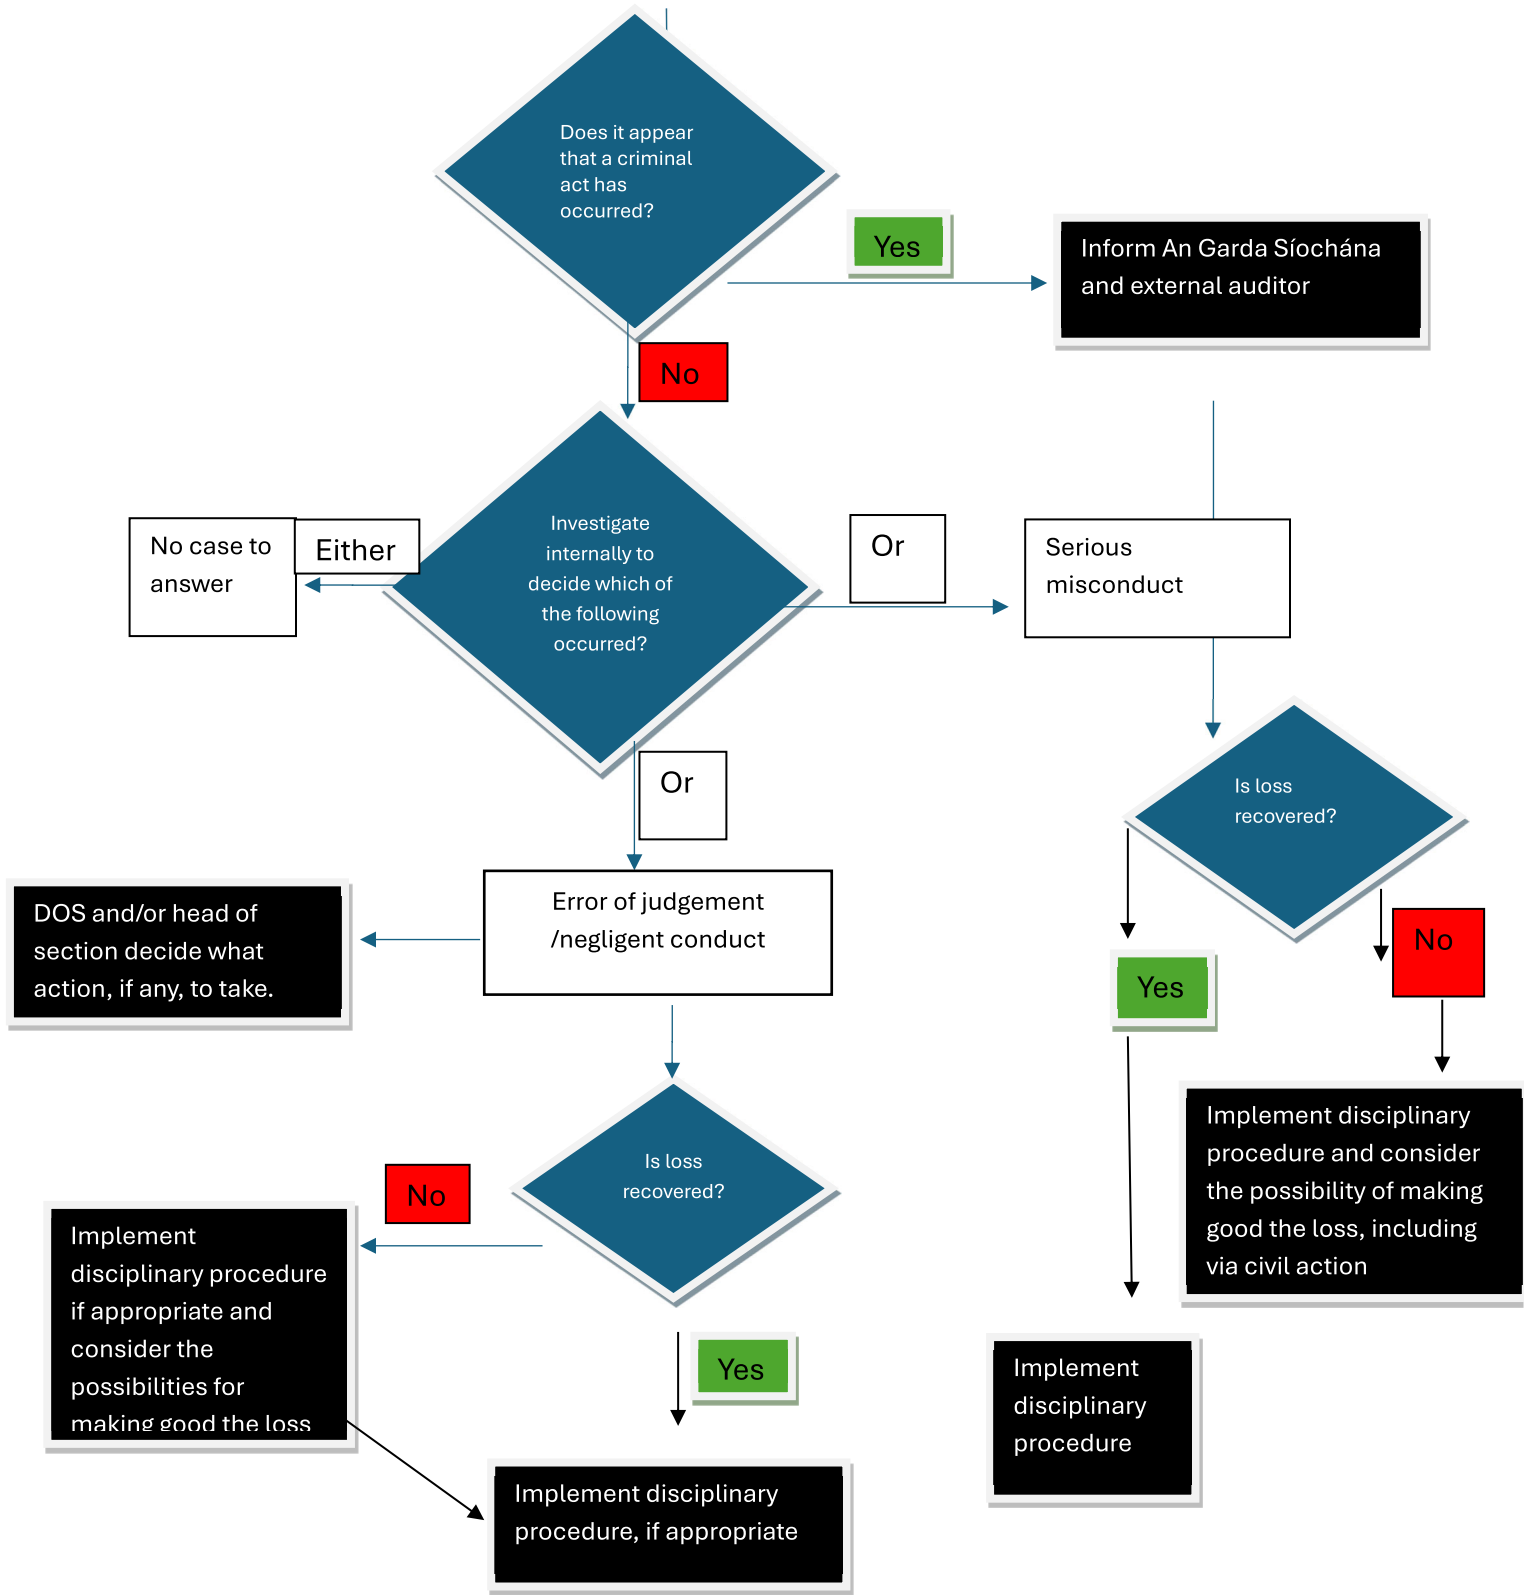 Does it appear
that a criminal
act has
occurred?
Yes
Inform An Garda Síochána
and external auditor
No
No case to
answer
Either
Investigate
internally to
decide which of
the following
occurred?
Or
Serious
misconduct
Or
Is loss
recovered?
Error of judgement
/negligent conduct
DOS and/or head of
section decide what
action, if any, to take.
No
Yes
Implement disciplinary
procedure and consider
the possibility of making
good the loss, including
via civil action
Is loss
recovered?
No
Implement
disciplinary procedure
if appropriate and
consider the
possibilities for
making good the loss
Yes
Implement
disciplinary
procedure
Implement disciplinary
procedure, if appropriate